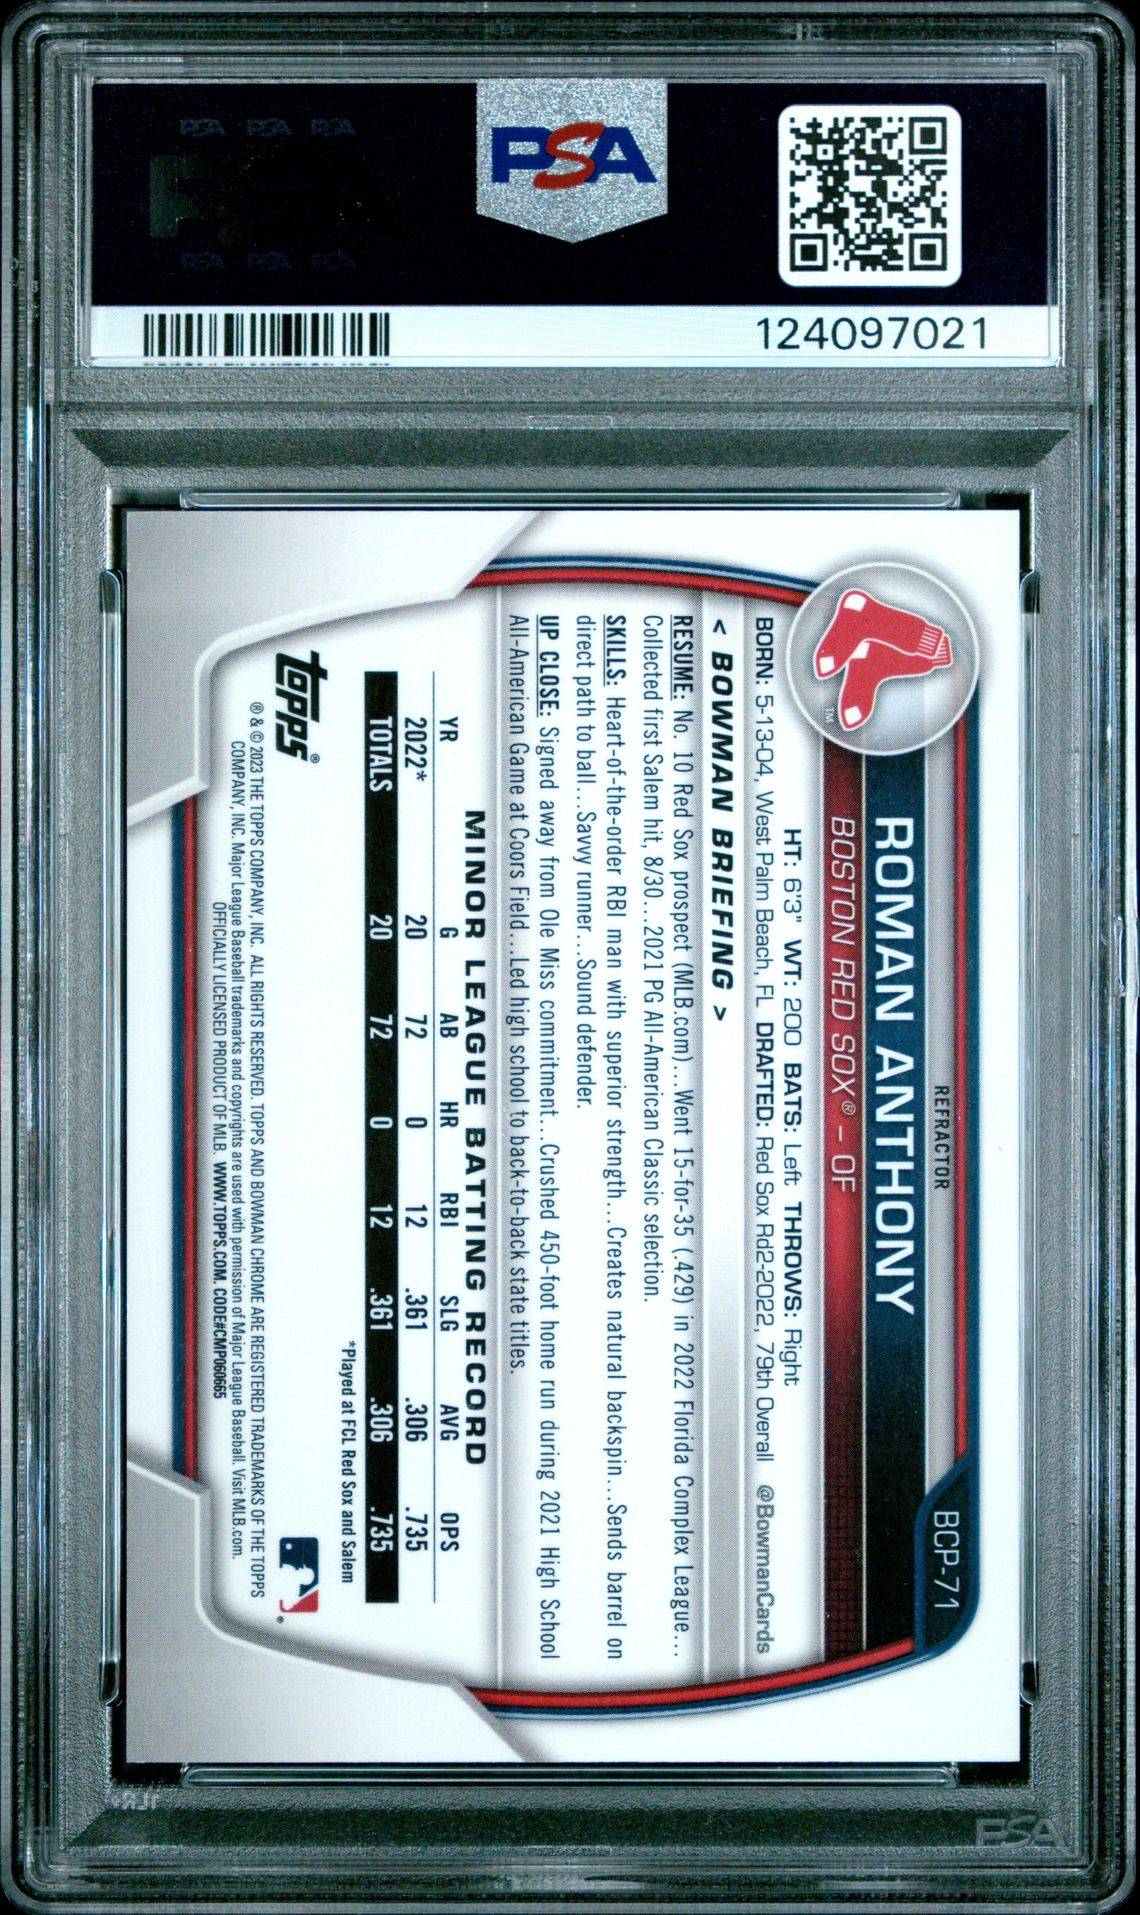 PSA PSA PSA
PSA
PSA PSA PSA
124097021
REFRACTOR
BCP-71
ROMAN ANTHONY
BOSTON RED SOX® – OF
HT: 6'3" WT: 200 BATS: Left THROWS: Right
BORN: 5-13-04, West Palm Beach, FL DRAFTED: Red Sox Rd2-2022, 79th Overall @BowmanCards
< BOWMAN BRIEFING >
RESUME: No. 10 Red Sox prospect (MLB.com)...Went 15-for-35 (.429) in 2022 Florida Complex League...
Collected first Salem hit, 8/30...2021 PG All-American Classic selection.
SKILLS: Heart-of-the-order RBI man with superior strength...Creates natural backspin...Sends barrel on
direct path to ball...Savvy runner...Sound defender.
UP CLOSE: Signed away from Ole Miss commitment...Crushed 450-foot home run during 2021 High School
All-American Game at Coors Field...Led high school to back-to-back state titles.
MINOR LEAGUE BATTING RECORD
YR G AB HR RBI SLG AVG OPS
2022* 20 72 0 12 .361 .306 .735
TOTALS 20 72 0 12 .361 .306 .735
*Played at FCL Red Sox and Salem
topps®
® & © 2023 THE TOPPS COMPANY, INC. ALL RIGHTS RESERVED. TOPPS AND BOWMAN CHROME ARE REGISTERED TRADEMARKS OF THE TOPPS
COMPANY, INC. Major League Baseball trademarks and copyrights are used with permission of Major League Baseball. Visit MLB.com.
OFFICIALLY LICENSED PRODUCT OF MLB. WWW.TOPPS.COM. CODE#CMP060665
PSA